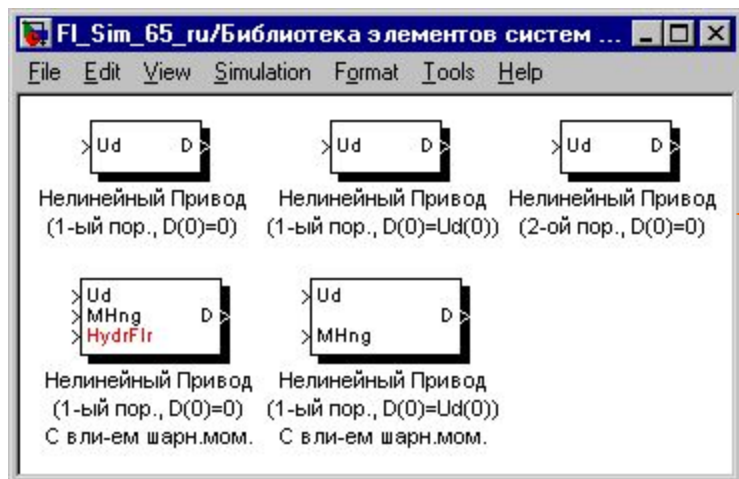 Fl_Sim_65_ru/Библиотека элементов систем ...
File Edit View Simulation Format Tools Help
Ud D
Нелинейный Привод
(1-ый пор., D(0)=0)
Ud D
Нелинейный Привод
(1-ый пор., D(0)=Ud(0))
Ud D
Нелинейный Привод
(2-ой пор., D(0)=0)
Ud
MHng D
HydrFlr
Нелинейный Привод
(1-ый пор., D(0)=0)
С вли-ем шарн.мом.
Ud
D
MHng
Нелинейный Привод
(1-ый пор., D(0)=Ud(0))
С вли-ем шарн.мом.